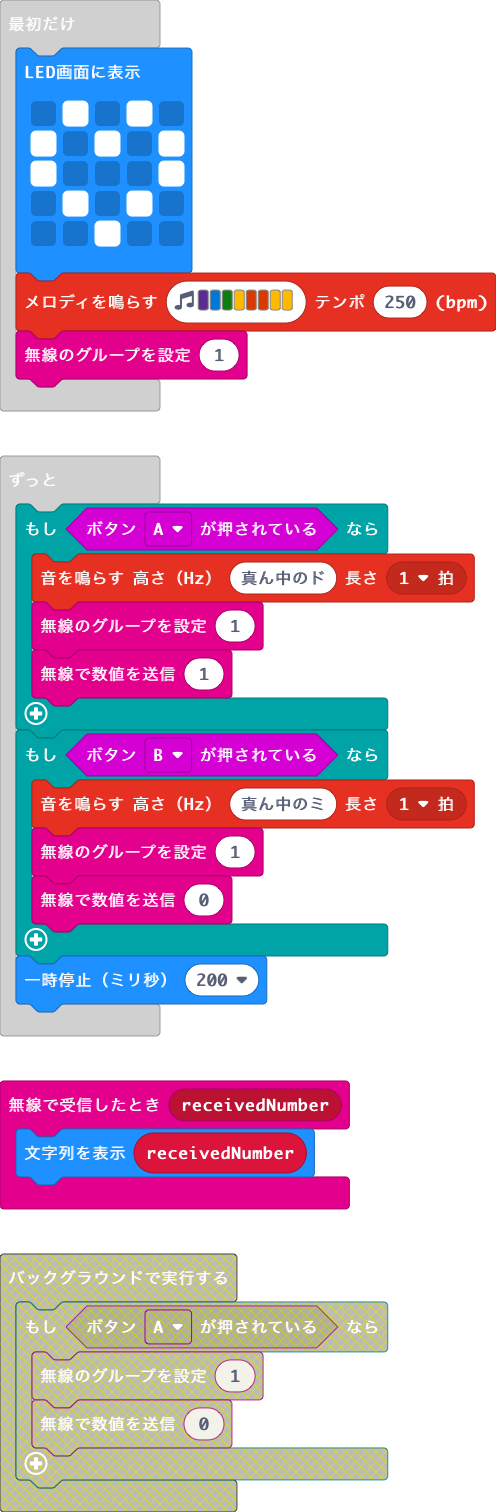 最初だけ
LED画面に表示
メロディを鳴らす テンポ 250 (bpm)
無線のグループを設定 1
ずっと
もし ボタン A が押されている なら
音を鳴らす 高さ（Hz） 真ん中のド 長さ 1 拍
無線のグループを設定 1
無線で数値を送信 1
もし ボタン B が押されている なら
音を鳴らす 高さ（Hz） 真ん中のミ 長さ 1 拍
無線のグループを設定 1
無線で数値を送信 0
一時停止（ミリ秒） 200
無線で受信したとき receivedNumber
文字列を表示 receivedNumber
バックグラウンドで実行する
もし ボタン A が押されている なら
無線のグループを設定 1
無線で数値を送信 0